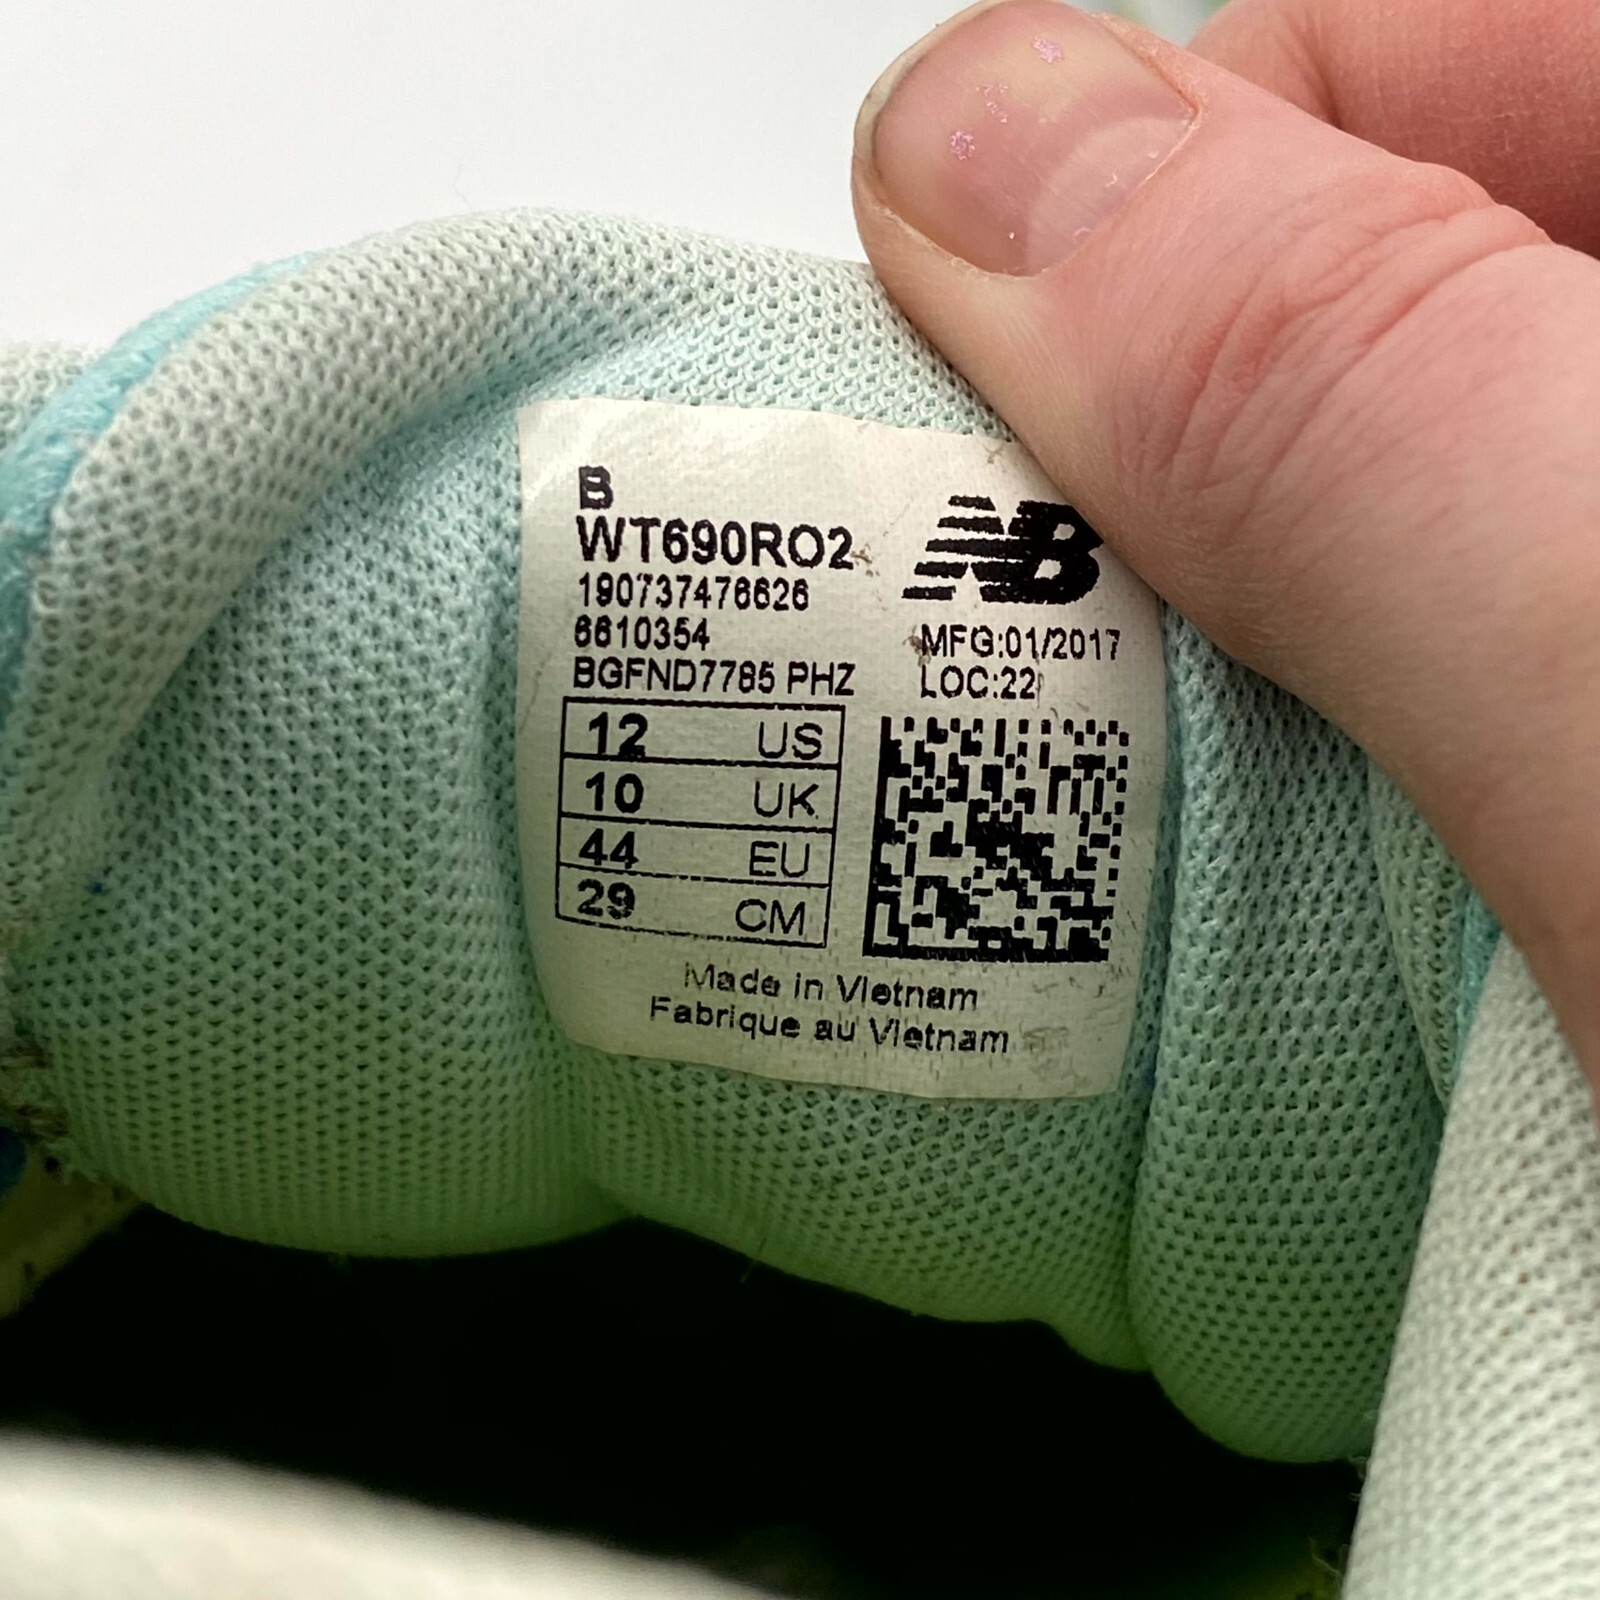 B
WT690RO2
NB
190737476626
6610354
MFG:01/2017
BGFND7785 PHZ
LOC:22
12 US
10 UK
44 EU
29 CM
Made in Vietnam
Fabrique au Vietnam